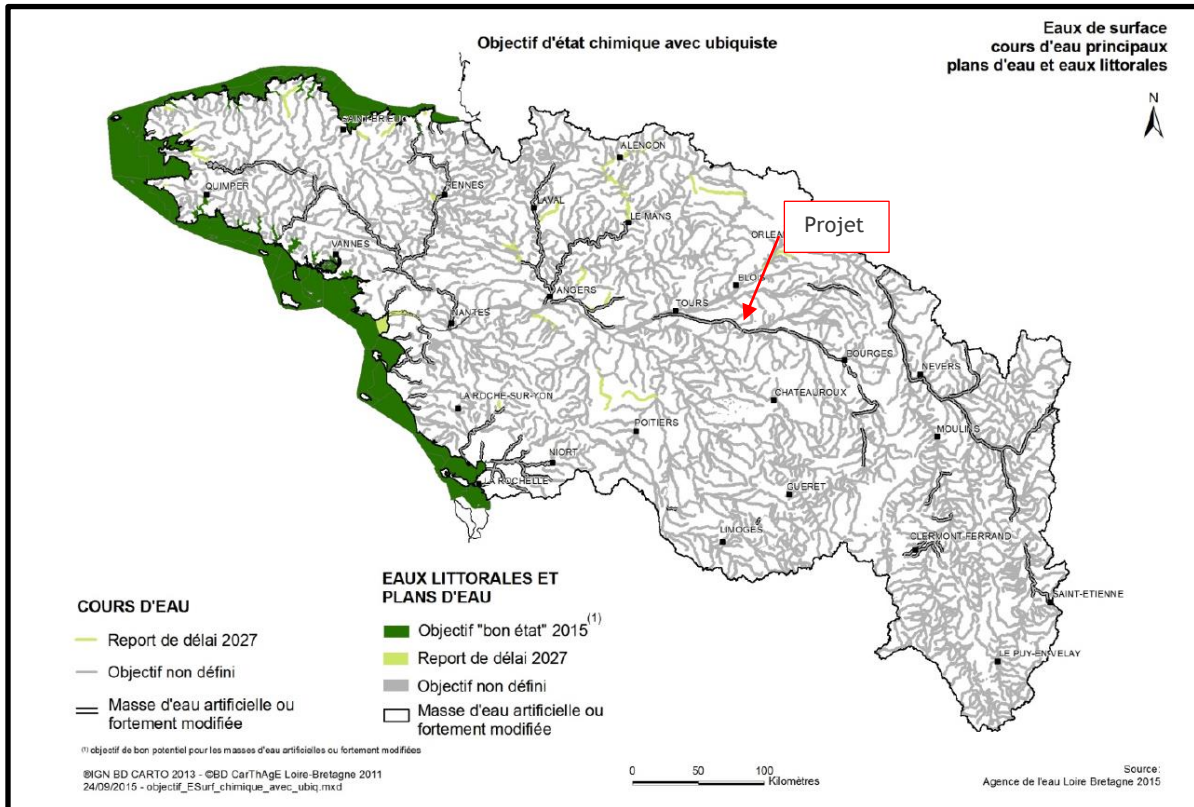 Objectif d'état chimique avec ubiquiste
Eaux de surface
cours d'eau principaux
plans d'eau et eaux littorales
N
SAINT-BRIEUC
ALENCON
QUIMPER
RENNES
LAVAL
LE MANS
Projet
VANNES
BLOIS
ANGERS
TOURS
NANTES
BOURGES
NEVERS
LA ROCHE-SUR-YON
CHATEAUROUX
POITIERS
MOULINS
NIORT
LA ROCHELLE
GUERET
LIMOGES
CLERMONT-FERRAND
SAINT-ETIENNE
LE PUY-EN-VELAY
COURS D'EAU
Report de délai 2027
Objectif non défini
Masse d'eau artificielle ou
fortement modifiée
EAUX LITTORALES ET
PLANS D'EAU
Objectif "bon état" 2015 (1)
Report de délai 2027
Objectif non défini
Masse d'eau artificielle ou
fortement modifiée
(1) objectif de bon potentiel pour les masses d'eau artificielles ou fortement modifiées
©IGN BD CARTO 2013 - ©BD CarThAgE Loire-Bretagne 2011
24/09/2015 - objectif_ESurf_chimique_avec_ubiq.mxd
0 50 100
Kilomètres
Source:
Agence de l'eau Loire Bretagne 2015